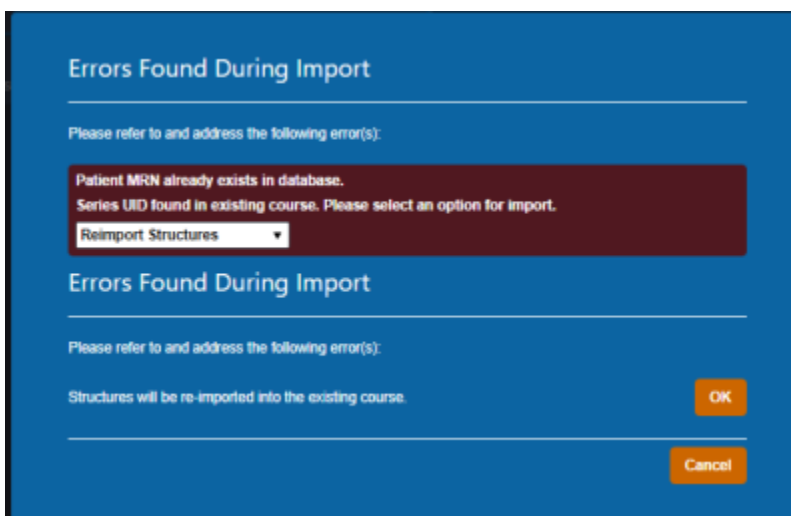 Errors Found During Import
Please refer to and address the following error(s):
Patient MRN already exists in database.
Series UID found in existing course. Please select an option for import.
Reimport Structures
Errors Found During Import
Please refer to and address the following error(s):
Structures will be re-imported into the existing course.
OK
Cancel